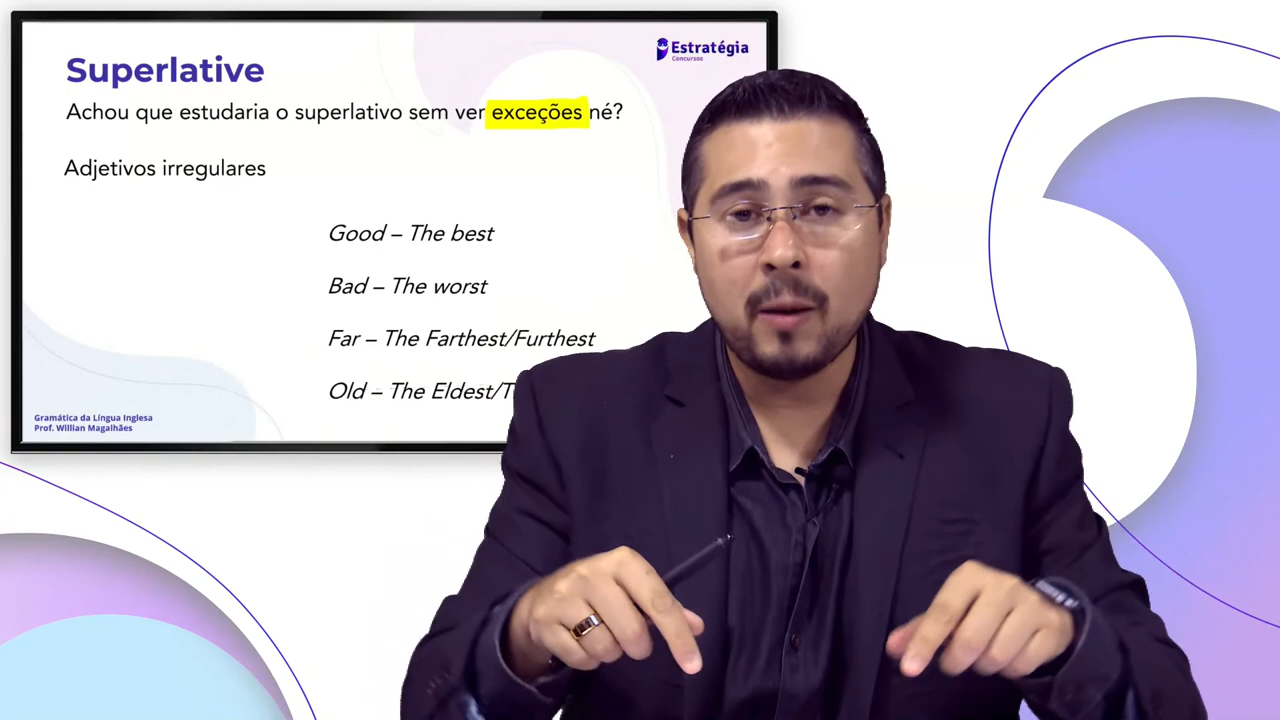 Estratégia
Concursos
Superlative
Achou que estudaria o superlativo sem ver exceções né?
Adjetivos irregulares
Good – The best
Bad – The worst
Far – The Farthest/Furthest
Old – The Eldest/T
Gramática da Língua Inglesa
Prof. Willian Magalhães